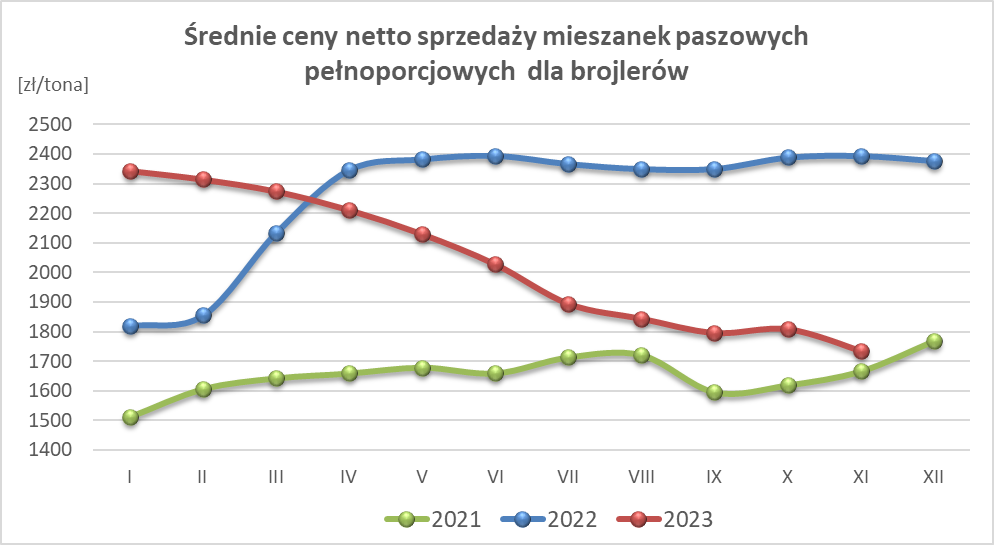 Średnie ceny netto sprzedaży mieszanek paszowych
pełnoporcjowych dla brojlerów
[zł/tona]
2500
2400
2300
2200
2100
2000
1900
1800
1700
1600
1500
1400
I II III IV V VI VII VIII IX X XI XII
2021 2022 2023